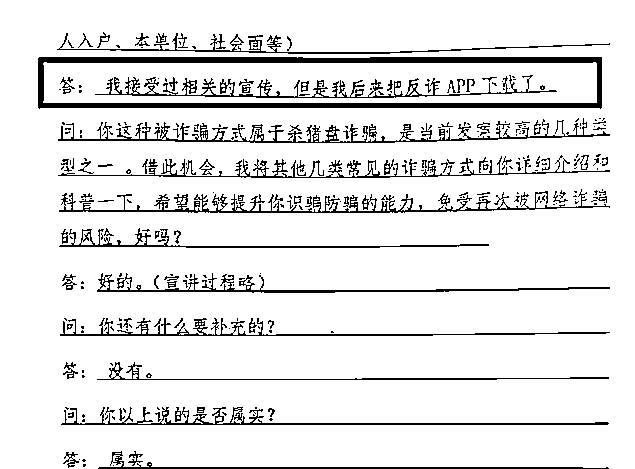 人入户、本单位、社会面等）
答：我接受过相关的宣传，但是我后来把反诈 APP 下载了。
问：你这种被诈骗方式属于杀猪盘诈骗，是当前发案较高的几种类
型之一 。借此机会，我将其他几类常见的诈骗方式向你详细介绍和
科普一下，希望能够提升你识骗防骗的能力，免受再次被网络诈骗
的风险，好吗？
答：好的。（宣讲过程略）
问：你还有什么要补充的？
答： 没有。
问：你以上说的是否属实？
答： 属实。